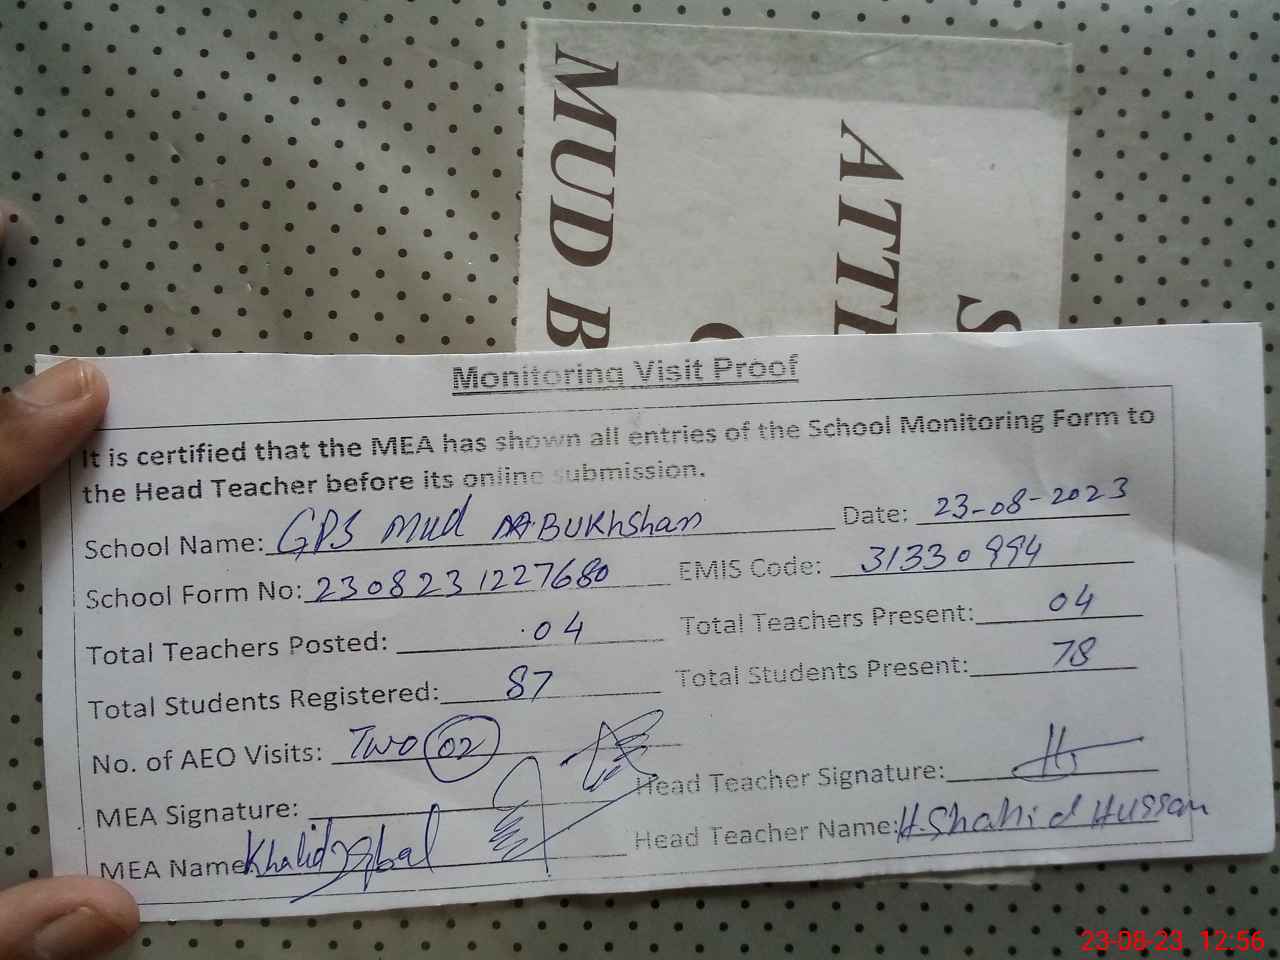 MUD B
ATTE
S
Monitoring Visit Proof
It is certified that the MEA has shown all entries of the School Monitoring Form to
the Head Teacher before its online submission.
School Name: GPS Mud BUKhshan Date: 23-08-2023
School Form No: 2308231227680 EMIS Code: 31330994
Total Teachers Posted: 04 Total Teachers Present: 04
Total Students Registered: 87 Total Students Present: 78
No. of AEO Visits: Two 02
MEA Signature: Head Teacher Signature:
MEA Name Khalid Iqbal Head Teacher Name: H.Shahid Hussan
23-08-23 12:56